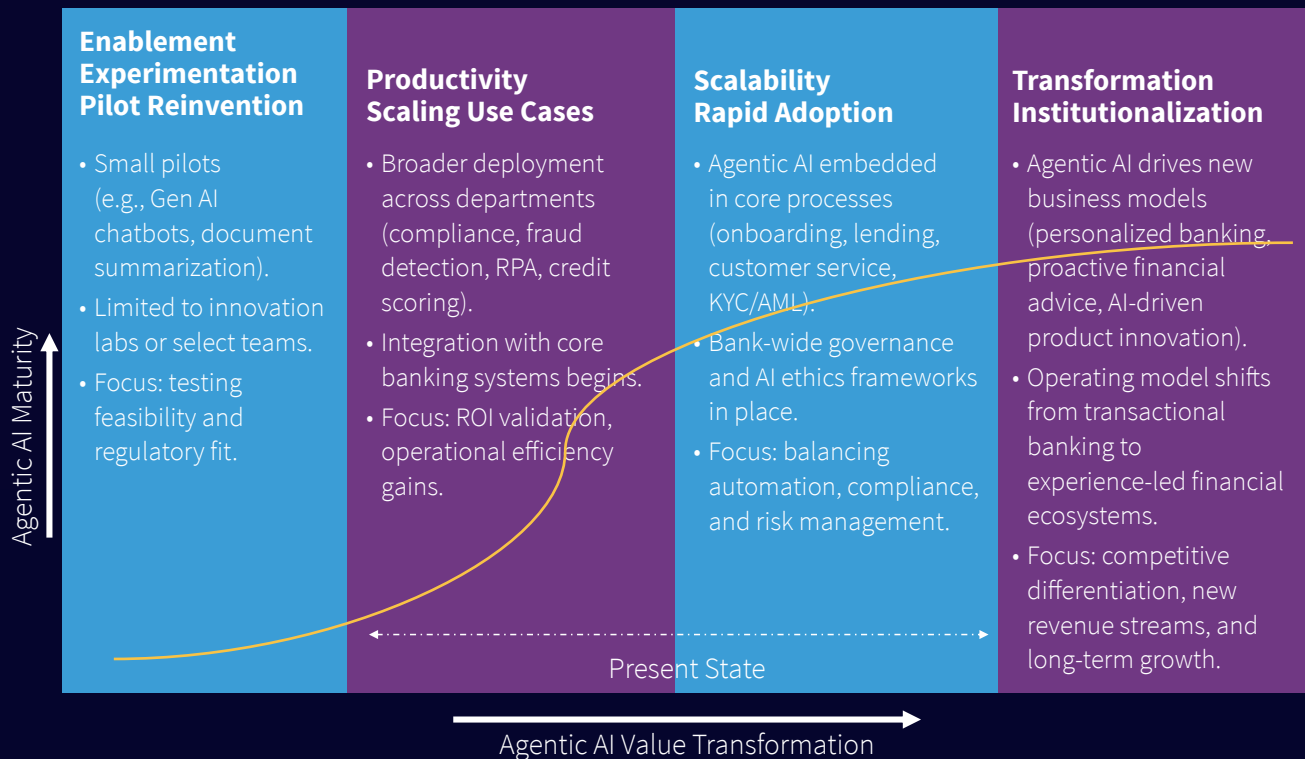 Enablement
Experimentation
Pilot Reinvention
• Small pilots
(e.g., Gen AI
chatbots, document
summarization).
• Limited to innovation
labs or select teams.
• Focus: testing
feasibility and
regulatory fit.
Productivity
Scaling Use Cases
• Broader deployment
across departments
(compliance, fraud
detection, RPA, credit
scoring).
• Integration with core
banking systems begins.
• Focus: ROI validation,
operational efficiency
gains.
Scalability
Rapid Adoption
• Agentic AI embedded
in core processes
(onboarding, lending,
customer service,
KYC/AML).
• Bank-wide governance
and AI ethics frameworks
in place.
• Focus: balancing
automation, compliance,
and risk management.
Transformation
Institutionalization
• Agentic AI drives new
business models
(personalized banking,
proactive financial
advice, AI-driven
product innovation).
• Operating model shifts
from transactional
banking to
experience-led financial
ecosystems.
• Focus: competitive
differentiation, new
revenue streams, and
long-term growth.
Present State
Agentic AI Maturity
Agentic AI Value Transformation